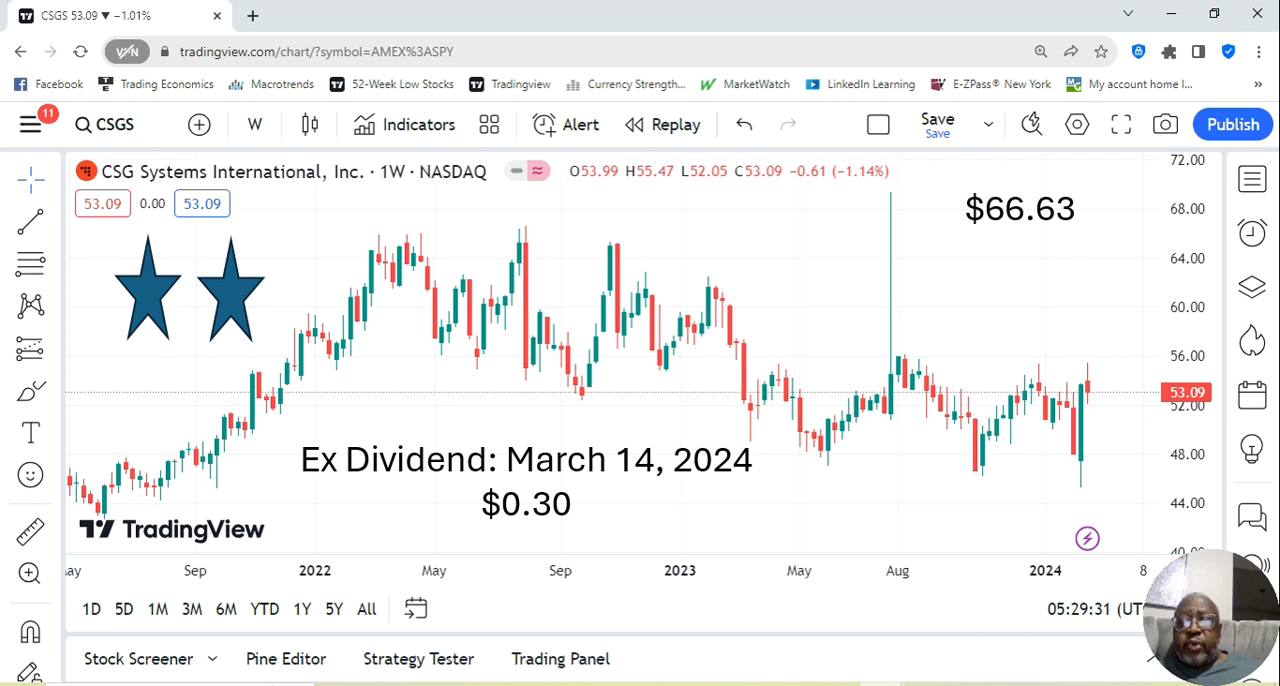 CSGS 53.09 ▼ −1.01%
VPN
tradingview.com/chart/?symbol=AMEX%3ASPY
Facebook Trading Economics Macrotrends 52-Week Low Stocks Tradingview Currency Strength... MarketWatch LinkedIn Learning E-ZPass® New York My account home I... »
11
CSGS W Indicators Alert Replay Save Publish
Save
CSG Systems International, Inc. · 1W · NASDAQ O53.99 H55.47 L52.05 C53.09 −0.61 (−1.14%)
53.09 0.00 53.09
$66.63
72.00
68.00
64.00
60.00
56.00
53.09
52.00
48.00
44.00
Ex Dividend: March 14, 2024
$0.30
TradingView
ay Sep 2022 May Sep 2023 May Aug 2024 8
1D 5D 1M 3M 6M YTD 1Y 5Y All 05:29:31 (UT
Stock Screener Pine Editor Strategy Tester Trading Panel